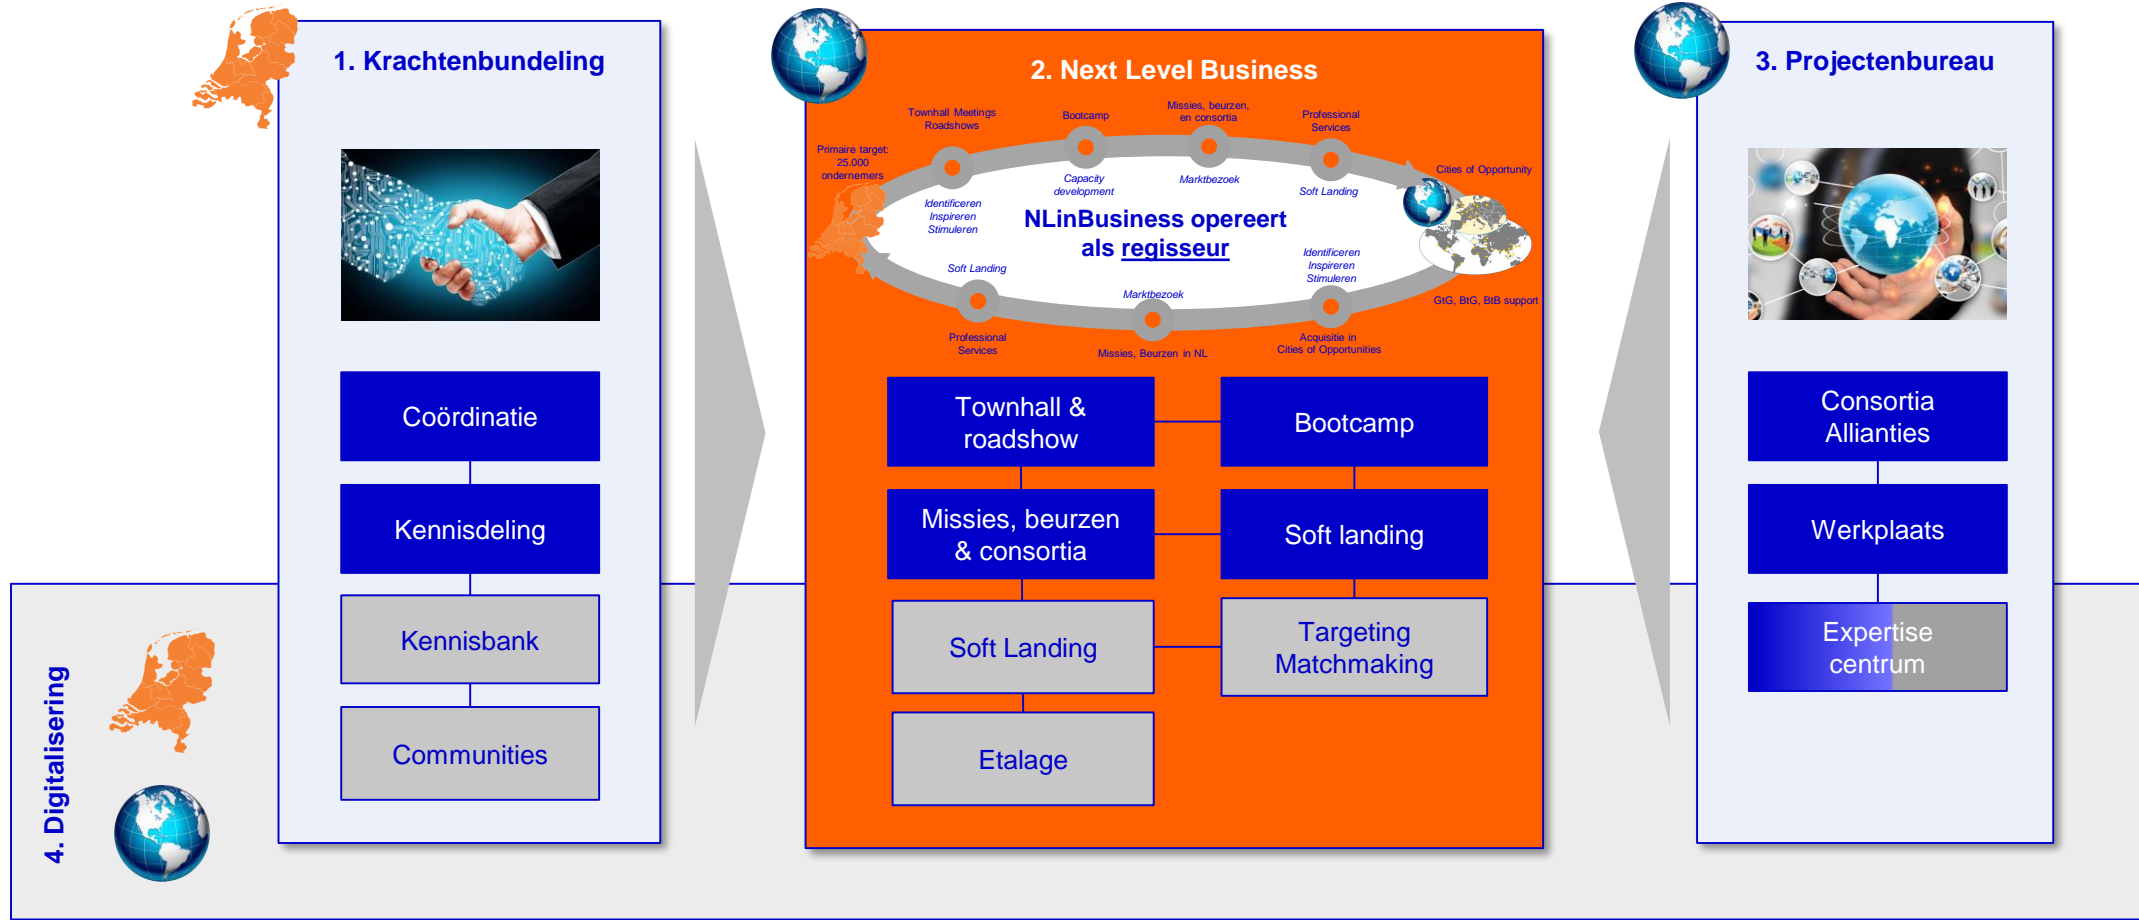 1. Krachtenbundeling
Coördinatie
Kennisdeling
Kennisbank
Communities
2. Next Level Business
Townhall Meetings
Roadshows
Bootcamp
Missies, beurzen,
en consortia
Professional
Services
Primaire target:
25.000
ondernemers
Cities of Opportunity
Identificeren
Inspireren
Stimuleren
Capacity
development
Marktbezoek
Soft Landing
NLinBusiness opereert
als regisseur
Soft Landing
Marktbezoek
Identificeren
Inspireren
Stimuleren
GtG, BtG, BtB support
Professional
Services
Missies, Beurzen in NL
Acquisitie in
Cities of Opportunities
Townhall &
roadshow
Bootcamp
Missies, beurzen
& consortia
Soft landing
Soft Landing
Targeting
Matchmaking
Etalage
3. Projectenbureau
Consortia
Allianties
Werkplaats
Expertise
centrum
4. Digitalisering